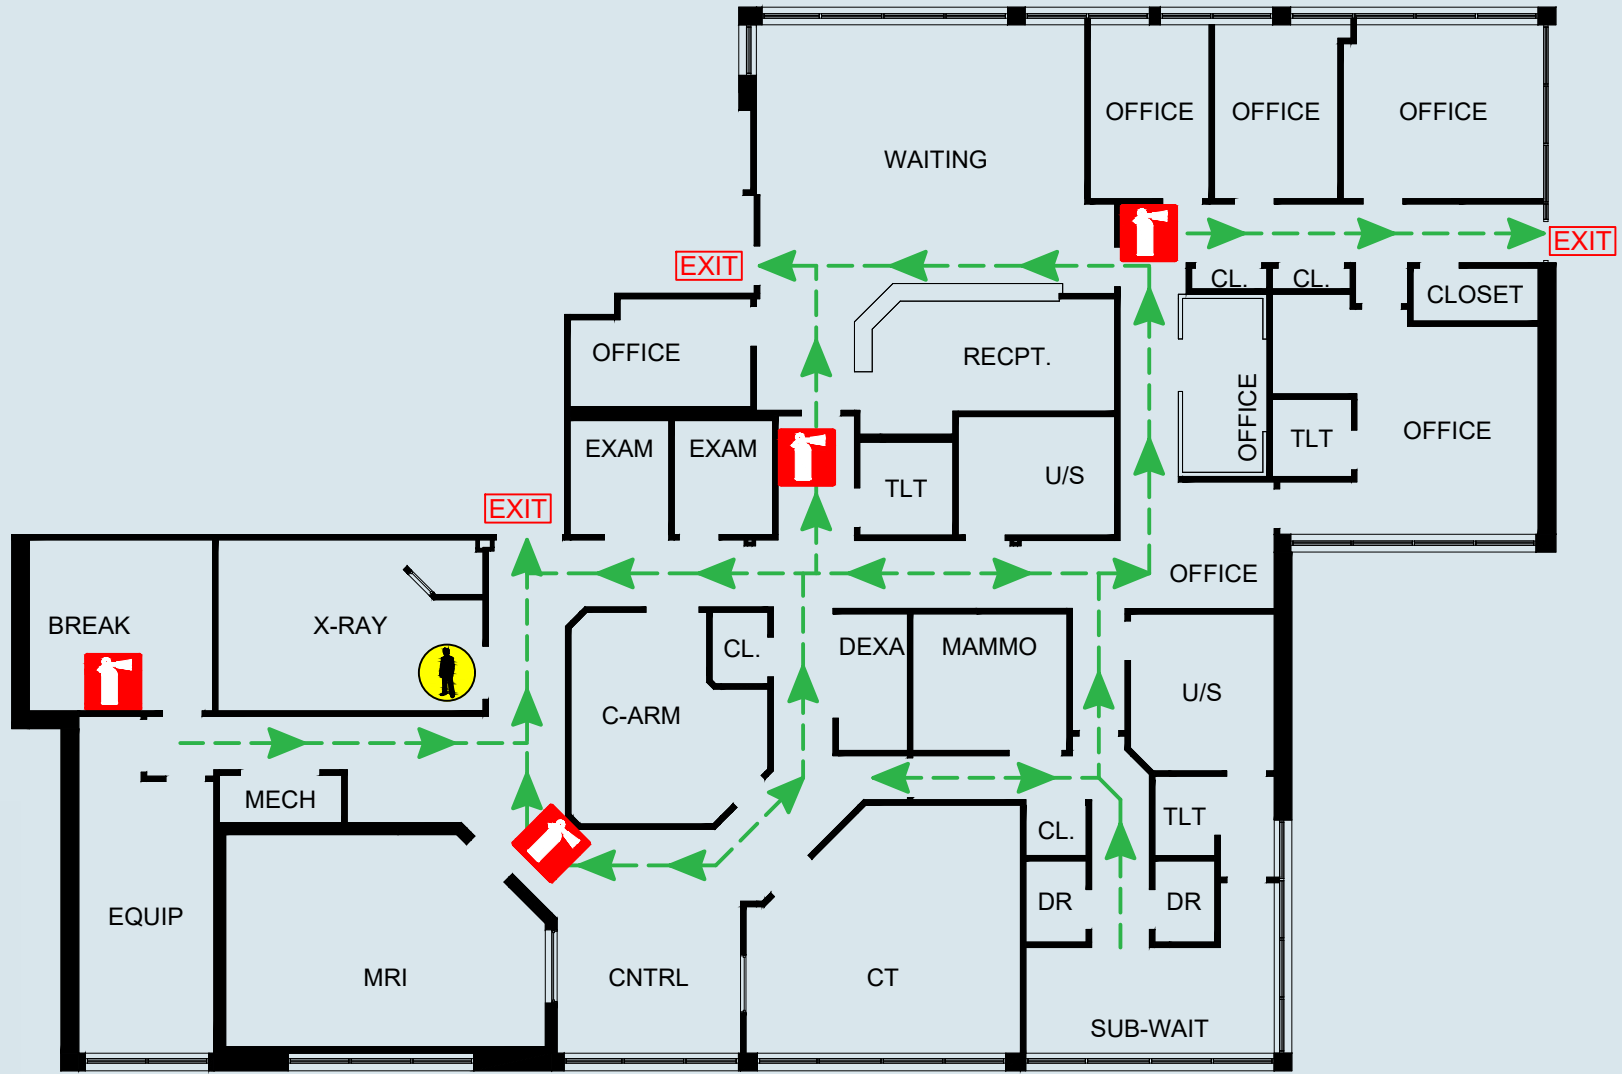 OFFICE
OFFICE
OFFICE
WAITING
EXIT
EXIT
CL.
CL.
CLOSET
OFFICE
RECPT.
OFFICE
TLT
OFFICE
EXAM
EXAM
TLT
U/S
EXIT
OFFICE
BREAK
X-RAY
CL.
DEXA
MAMMO
U/S
C-ARM
MECH
CL.
TLT
EQUIP
DR
DR
MRI
CNTRL
CT
SUB-WAIT